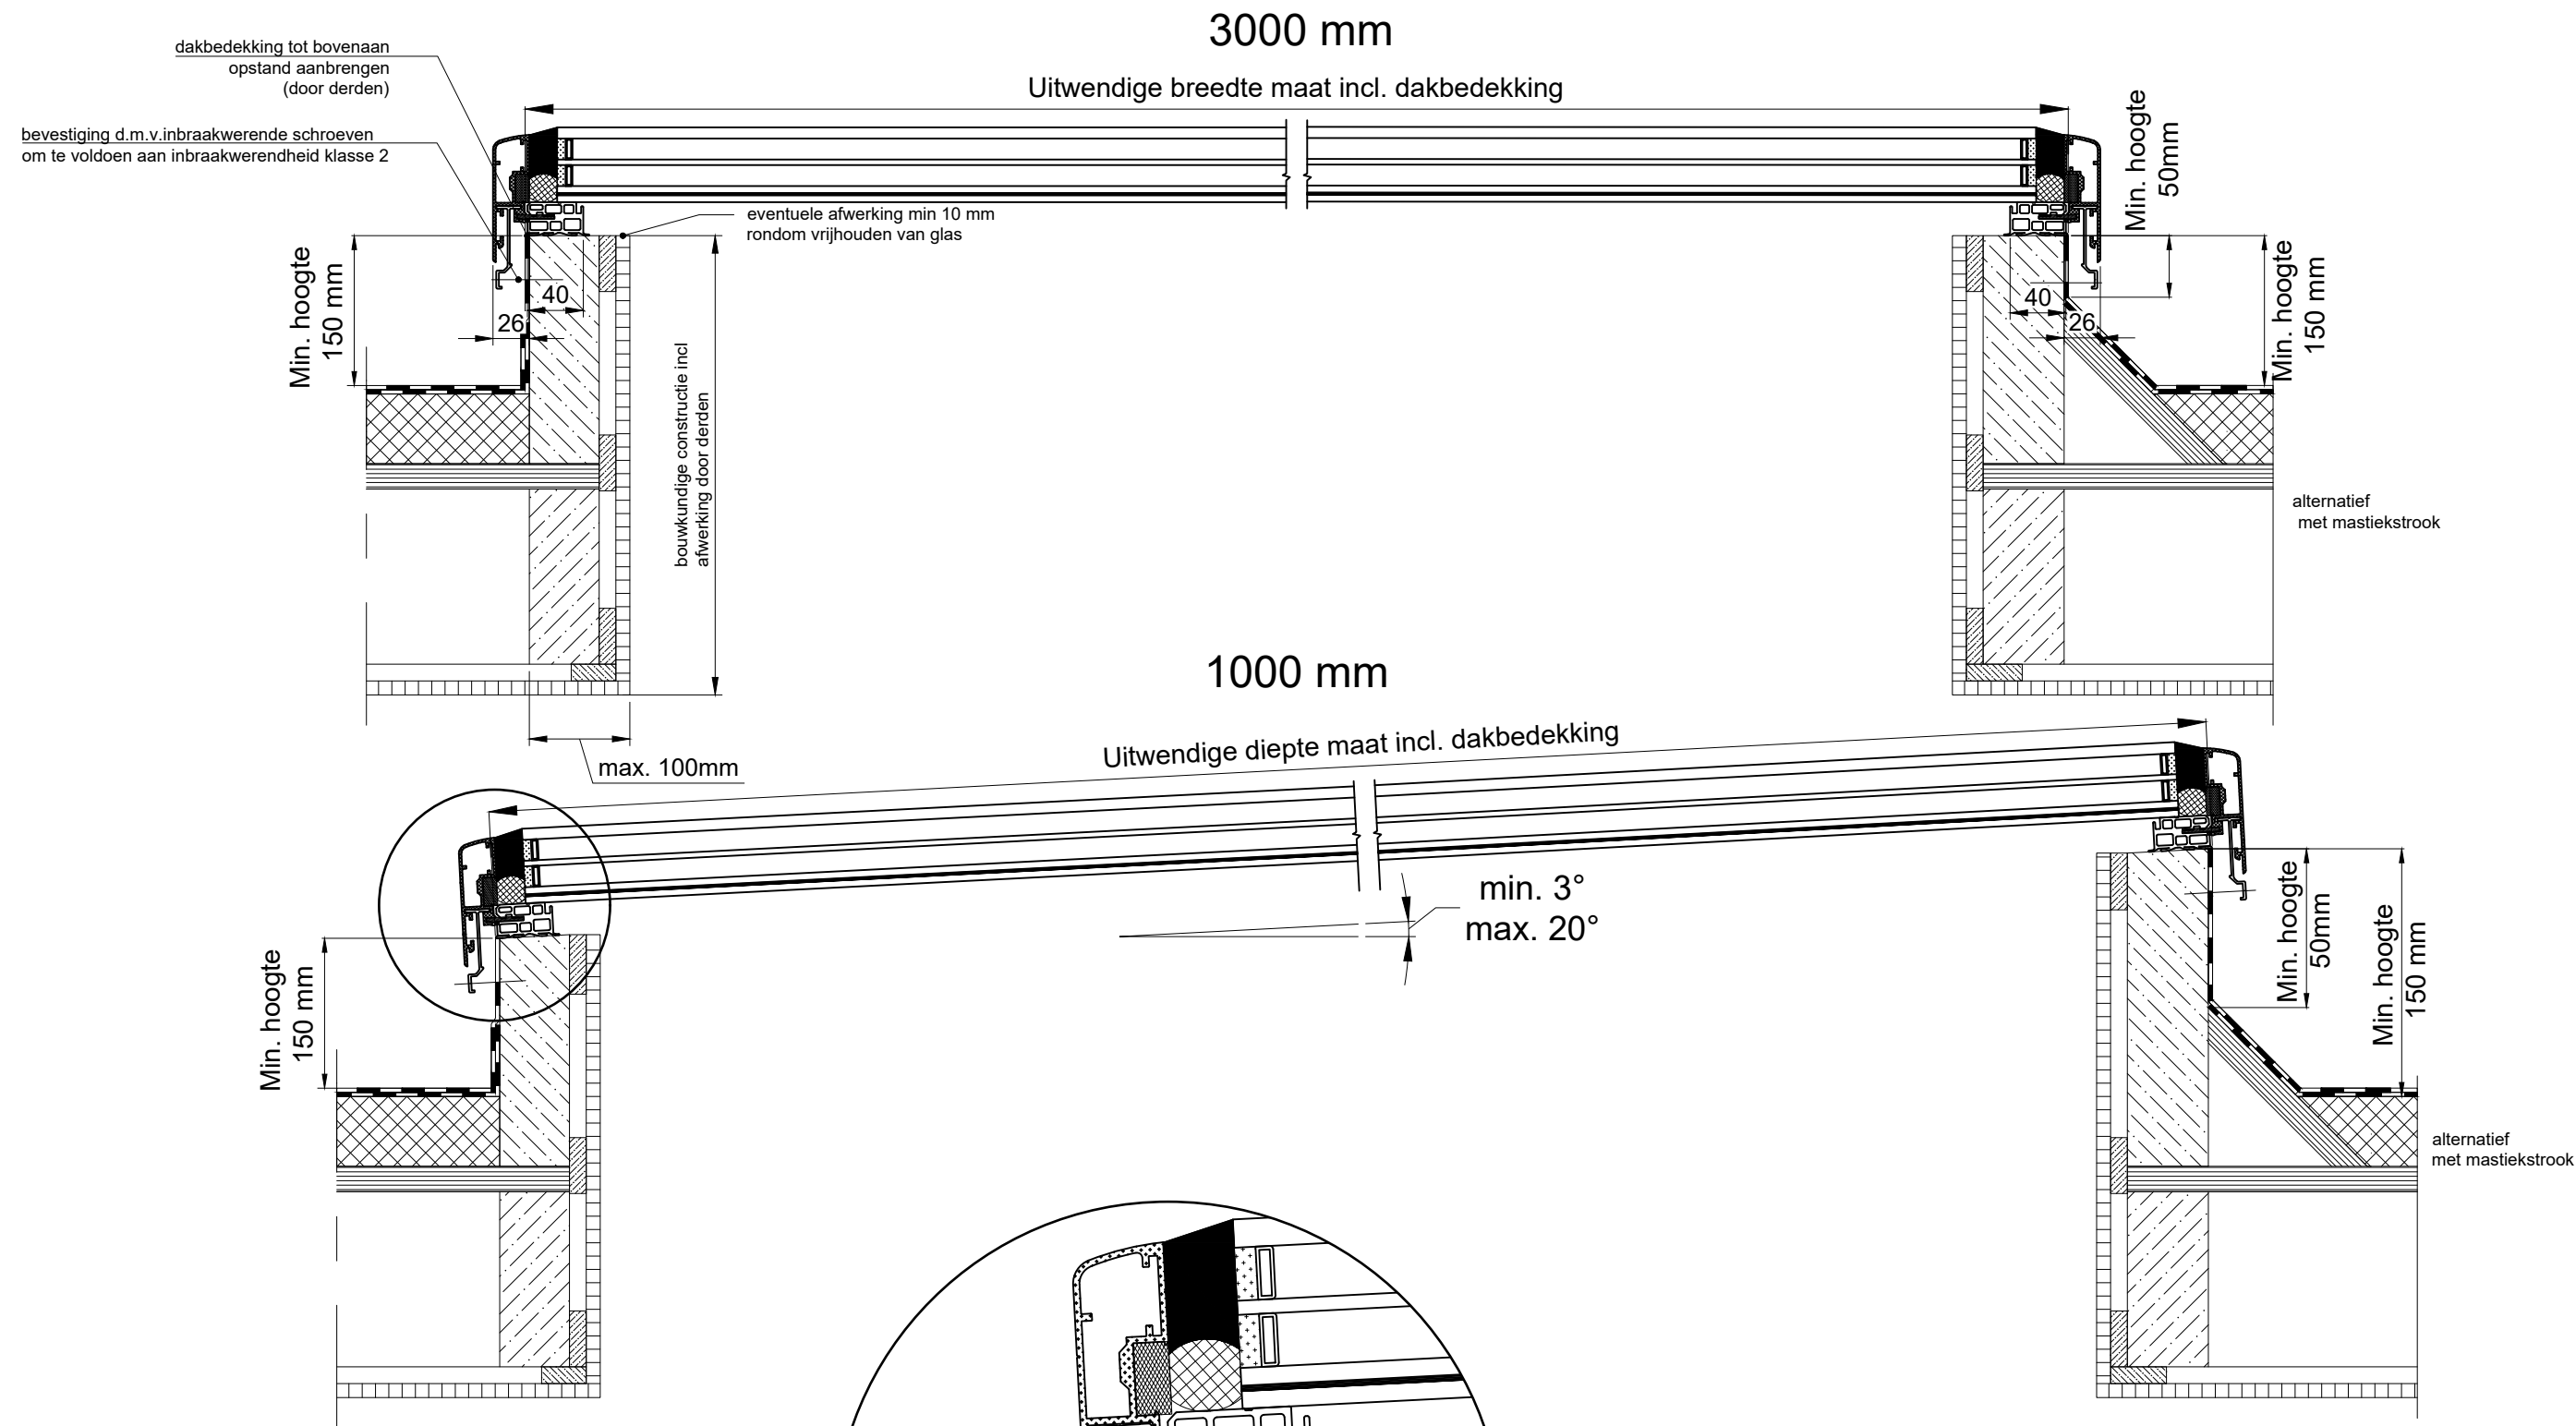 3000 mm
Uitwendige breedte maat incl. dakbedekking
dakbedekking tot bovenaan
opstand aanbrengen
(door derden)
bevestiging d.m.v.inbraakwerende schroeven
om te voldoen aan inbraakwerendheid klasse 2
eventuele afwerking min 10 mm
rondom vrijhouden van glas
Min. hoogte
150 mm
40
26
bouwkundige constructie incl
afwerking door derden
max. 100mm
Min. hoogte
50mm
Min. hoogte
150 mm
40
26
alternatief
met mastiekstrook
1000 mm
Uitwendige diepte maat incl. dakbedekking
min. 3°
max. 20°
Min. hoogte
150 mm
Min. hoogte
50mm
Min. hoogte
150 mm
alternatief
met mastiekstrook